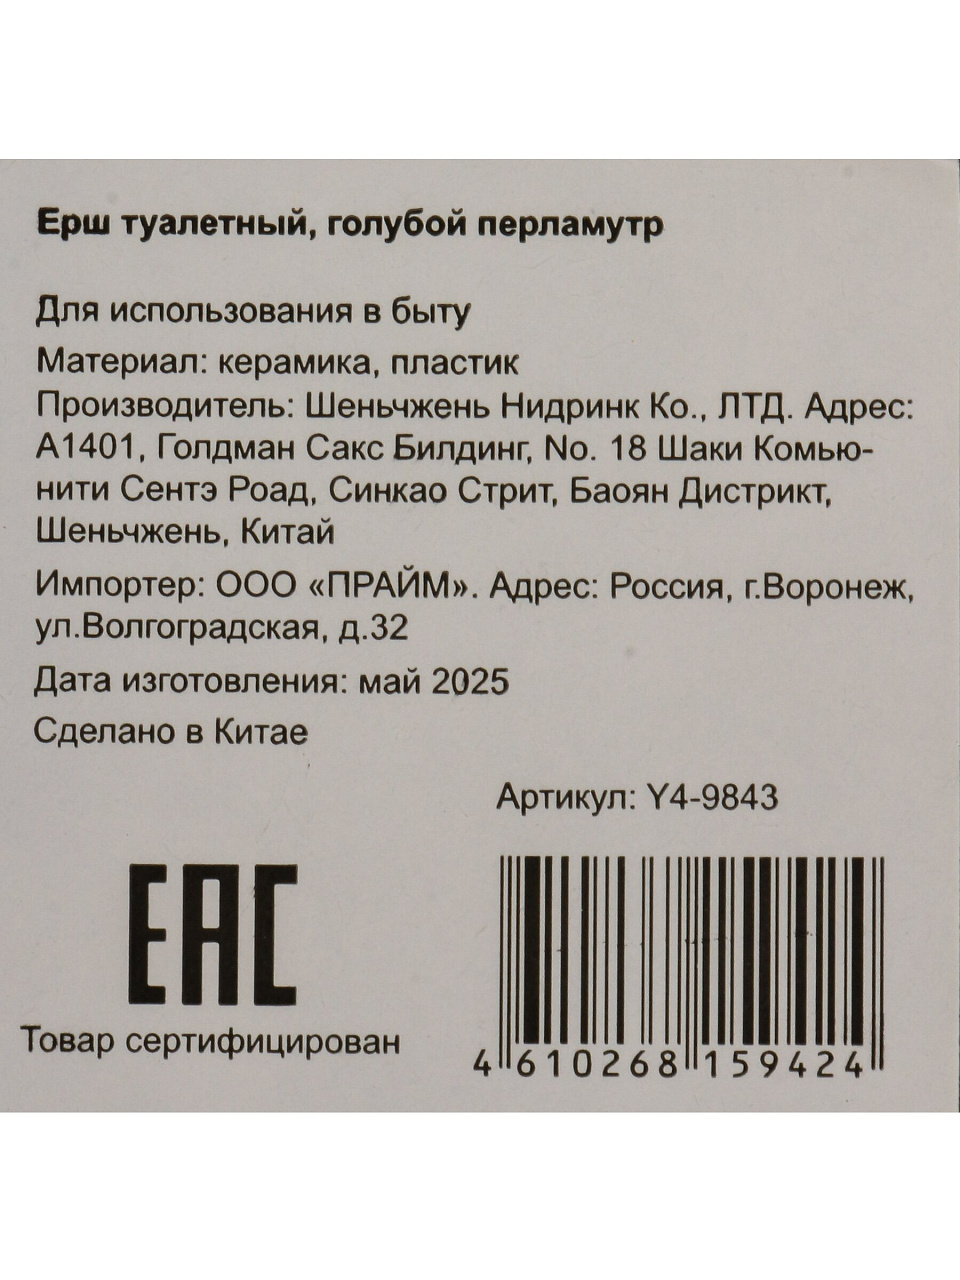 Ерш туалетный, голубой перламутр
Для использования в быту
Материал: керамика, пластик
Производитель: Шеньчжень Нидринк Ко., ЛТД. Адрес:
А1401, Голдман Сакс Билдинг, No. 18 Шаки Комью-
нити Сентэ Роад, Синкао Стрит, Баоян Дистрикт,
Шеньчжень, Китай
Импортер: ООО «ПРАЙМ». Адрес: Россия, г.Воронеж,
ул.Волгоградская, д.32
Дата изготовления: май 2025
Сделано в Китае
Артикул: Y4-9843
ЕАС
Товар сертифицирован
4 610268 159424